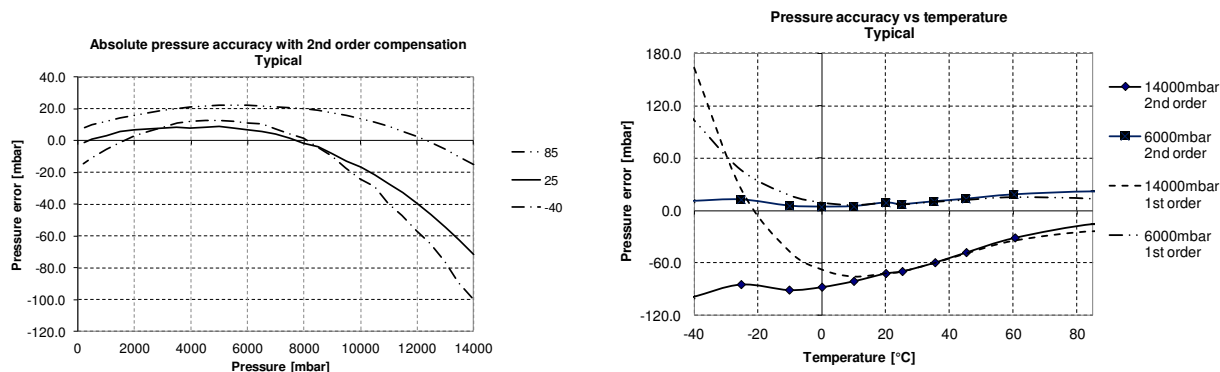 Absolute pressure accuracy with 2nd order compensation
Typical
40.0
20.0
0.0
-20.0
-40.0
-60.0
-80.0
-100.0
-120.0
Pressure error [mbar]
0
2000
4000
6000
8000
10000
12000
14000
Pressure [mbar]
85
25
-40
Pressure accuracy vs temperature
Typical
180.0
120.0
60.0
0.0
-60.0
-120.0
Pressure error [mbar]
-40
-20
0
20
40
60
80
Temperature [°C]
14000mbar
2nd order
6000mbar
2nd order
14000mbar
1st order
6000mbar
1st order